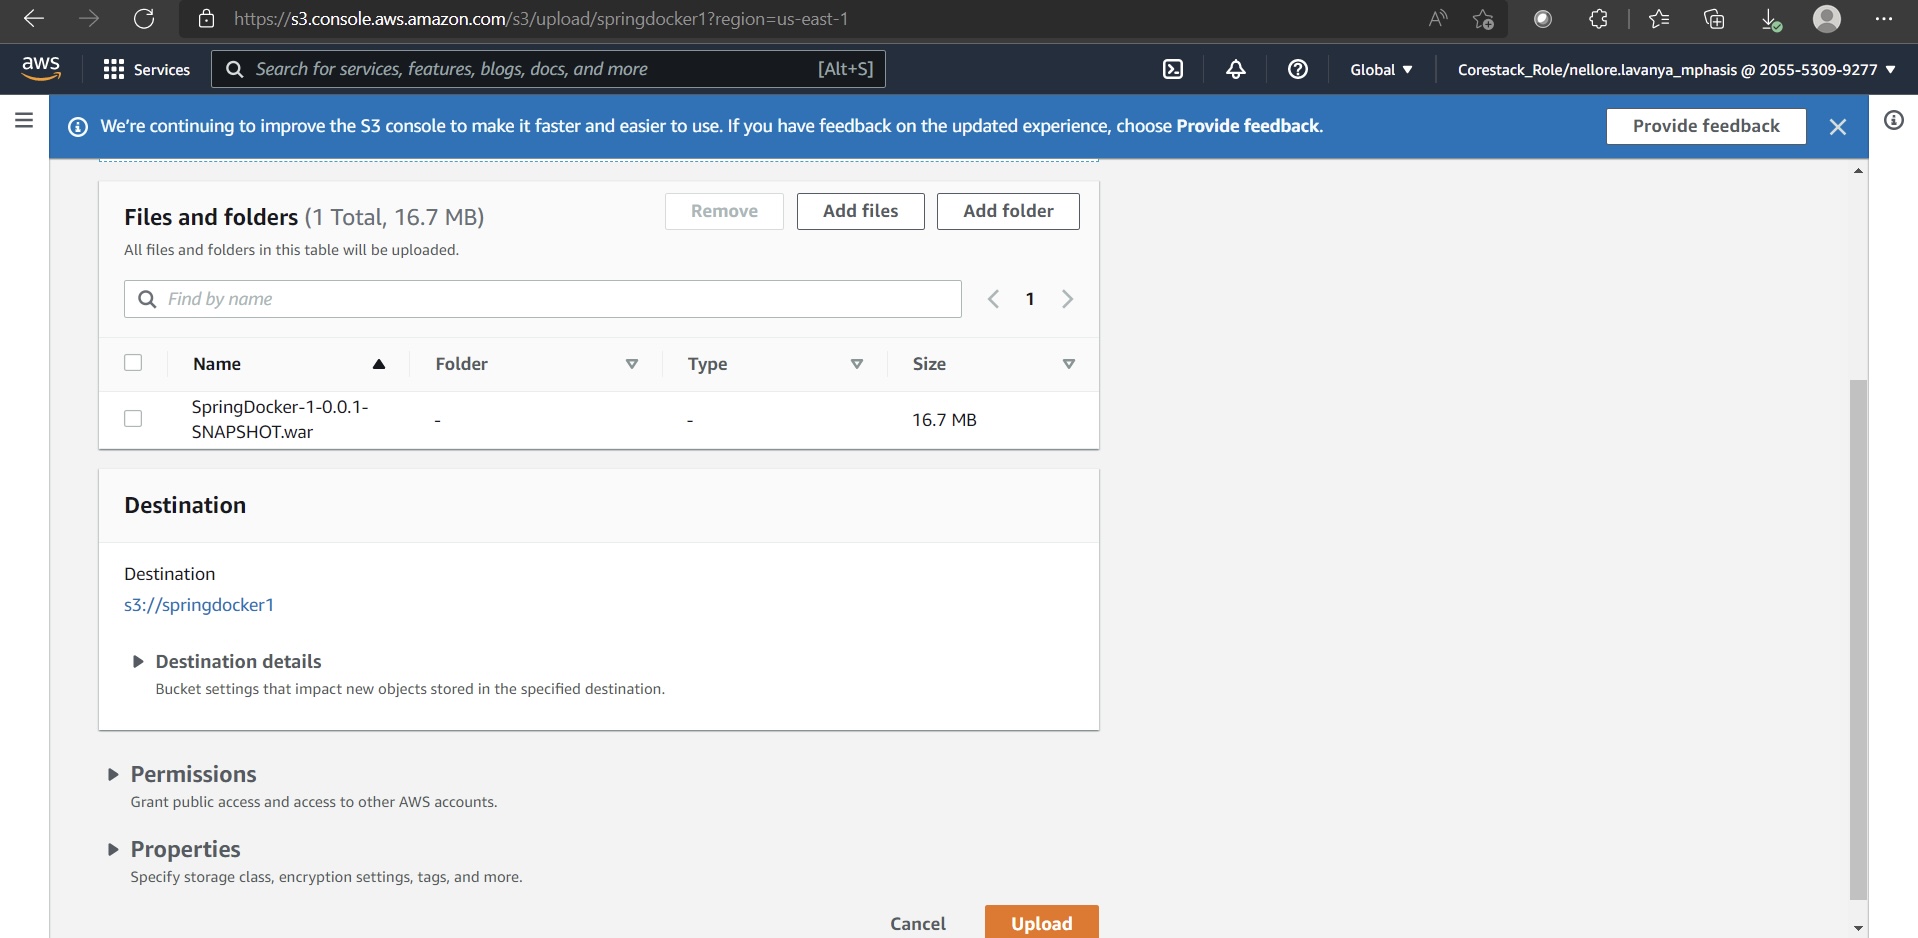 https://s3.console.aws.amazon.com/s3/upload/springdocker1?region=us-east-1
aws
Services
Search for services, features, blogs, docs, and more
[Alt+S]
Global
Corestack_Role/nellore.lavanya_mphasis @ 2055-5309-9277
We're continuing to improve the S3 console to make it faster and easier to use. If you have feedback on the updated experience, choose Provide feedback.
Provide feedback
Files and folders (1 Total, 16.7 MB)
Remove
Add files
Add folder
All files and folders in this table will be uploaded.
Find by name
1
Name
Folder
Type
Size
SpringDocker-1-0.0.1-
SNAPSHOT.war
-
-
16.7 MB
Destination
Destination
s3://springdocker1
Destination details
Bucket settings that impact new objects stored in the specified destination.
Permissions
Grant public access and access to other AWS accounts.
Properties
Specify storage class, encryption settings, tags, and more.
Cancel
Upload